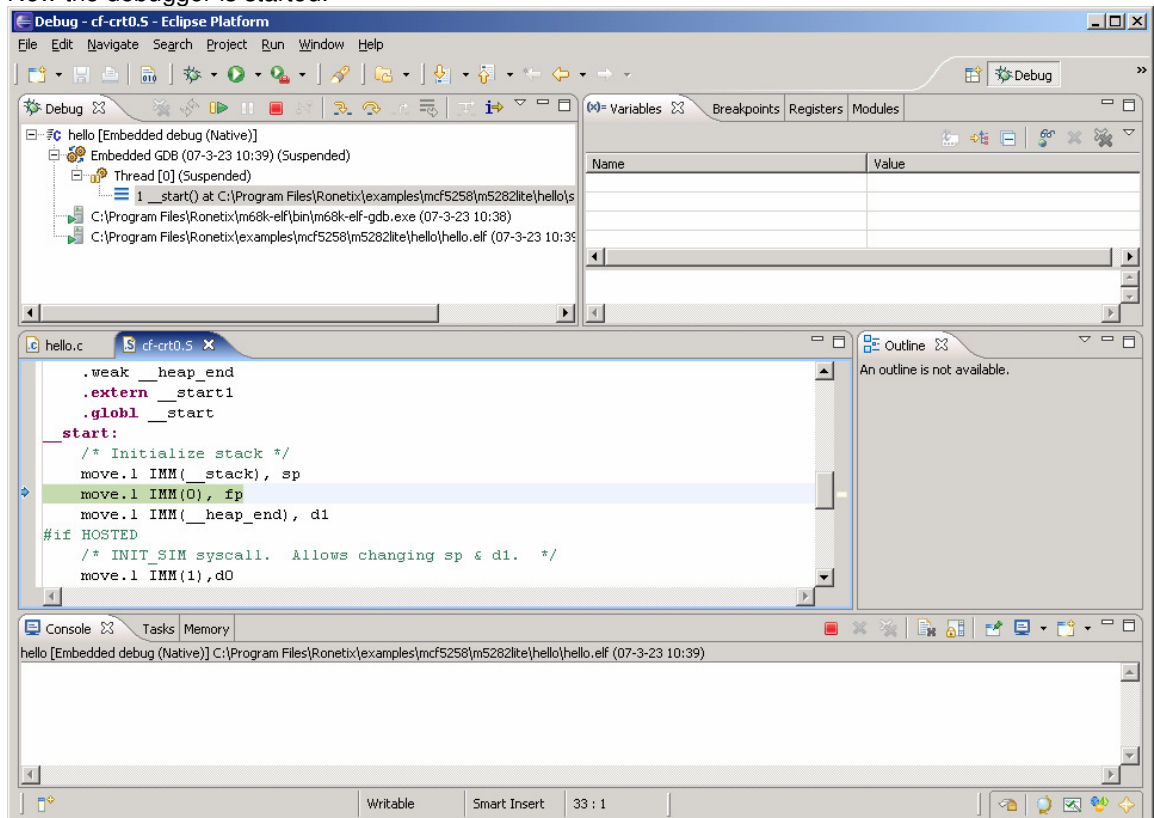 Now the debugger is started.
Debug - cf-crt0.S - Eclipse Platform
File Edit Navigate Search Project Run Window Help
Debug
»
Debug
hello [Embedded debug (Native)]
Embedded GDB (07-3-23 10:39) (Suspended)
Thread [0] (Suspended)
1 __start() at C:\Program Files\Ronetix\examples\mcf5258\m5282lite\hello\s
C:\Program Files\Ronetix\m68k-elf\bin\m68k-elf-gdb.exe (07-3-23 10:38)
C:\Program Files\Ronetix\examples\mcf5258\m5282lite\hello\hello.elf (07-3-23 10:39
(x)= Variables Breakpoints Registers Modules
Name Value
hello.c cf-crt0.S
.weak __heap_end
.extern __start1
.globl __start
__start:
/* Initialize stack */
move.l IMM(__stack), sp
move.l IMM(0), fp
move.l IMM(__heap_end), d1
#if HOSTED
/* INIT_SIM syscall. Allows changing sp & d1. */
move.l IMM(1),d0
Outline
An outline is not available.
Console Tasks Memory
hello [Embedded debug (Native)] C:\Program Files\Ronetix\examples\mcf5258\m5282lite\hello\hello.elf (07-3-23 10:39)
Writable Smart Insert 33 : 1